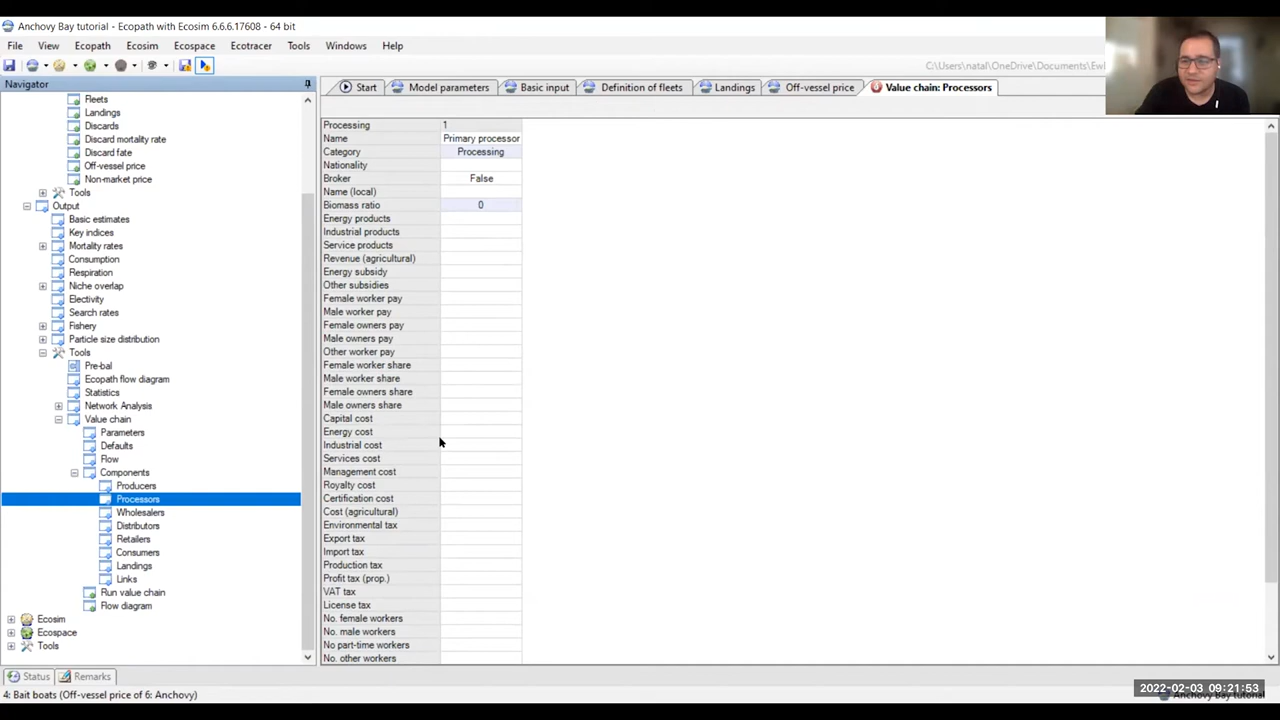 Anchovy Bay tutorial - Ecopath with Ecosim 6.6.6.17608 - 64 bit
File View Ecopath Ecosim Ecospace Ecotracer Tools Windows Help
C:\Users\natal\OneDrive\Documents\Ewl
Navigator
Fleets
Landings
Discards
Discard mortality rate
Discard fate
Off-vessel price
Non-market price
Tools
Output
Basic estimates
Key indices
Mortality rates
Consumption
Respiration
Niche overlap
Electivity
Search rates
Fishery
Particle size distribution
Tools
Pre-bal
Ecopath flow diagram
Statistics
Network Analysis
Value chain
Parameters
Defaults
Flow
Components
Producers
Processors
Wholesalers
Distributors
Retailers
Consumers
Landings
Links
Run value chain
Flow diagram
Ecosim
Ecospace
Tools
Start Model parameters Basic input Definition of fleets Landings Off-vessel price Value chain: Processors
Processing 1
Name Primary processor
Category Processing
Nationality
Broker False
Name (local)
Biomass ratio 0
Energy products
Industrial products
Service products
Revenue (agricultural)
Energy subsidy
Other subsidies
Female worker pay
Male worker pay
Female owners pay
Male owners pay
Other worker pay
Female worker share
Male worker share
Female owners share
Male owners share
Capital cost
Energy cost
Industrial cost
Services cost
Management cost
Royalty cost
Certification cost
Cost (agricultural)
Environmental tax
Export tax
Import tax
Production tax
Profit tax (prop.)
VAT tax
License tax
No. female workers
No. male workers
No part-time workers
No. other workers
Status Remarks
4: Bait boats (Off-vessel price of 6: Anchovy)
2022-02-03 09:21:53